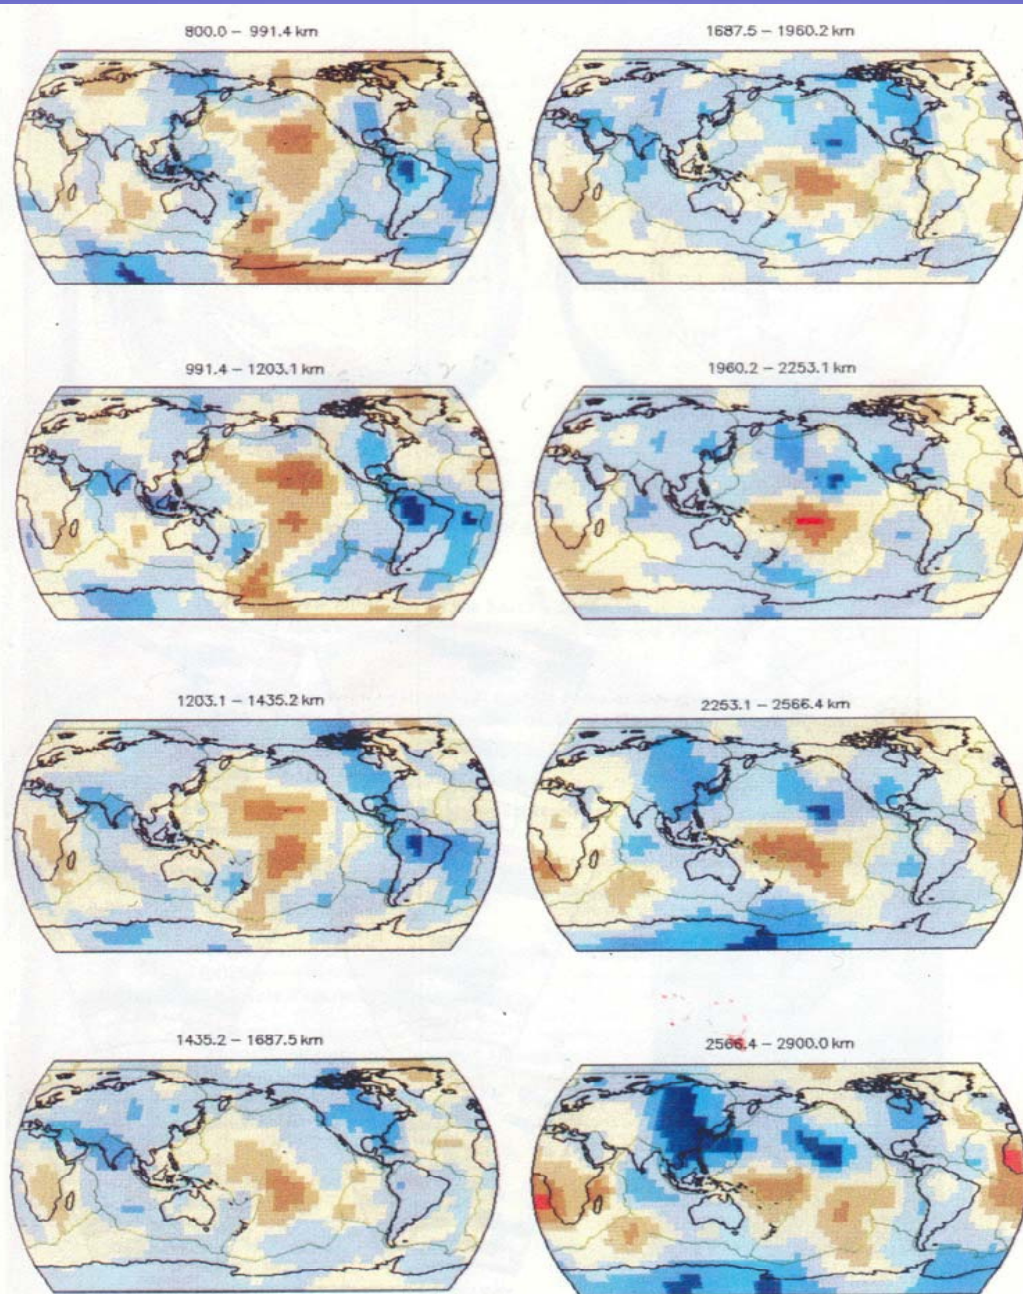 800.0 – 991.4 km
1687.5 – 1960.2 km
991.4 – 1203.1 km
1960.2 – 2253.1 km
1203.1 – 1435.2 km
2253.1 – 2566.4 km
1435.2 – 1687.5 km
2566.4 – 2900.0 km